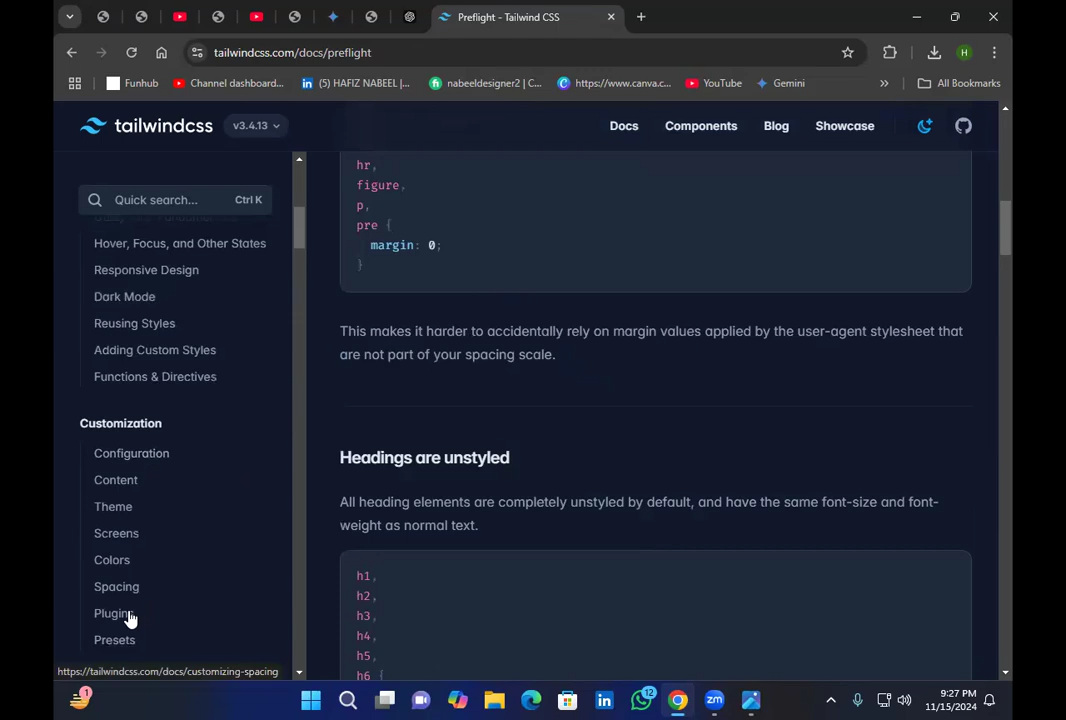 Preflight - Tailwind CSS
tailwindcss.com/docs/preflight
H
Funhub
Channel dashboard...
(5) HAFIZ NABEEL |...
nabeeldesigner2 | C...
https://www.canva.c...
YouTube
Gemini
All Bookmarks
tailwindcss
v3.4.13
Docs
Components
Blog
Showcase
Quick search...
Ctrl K
Hover, Focus, and Other States
Responsive Design
Dark Mode
Reusing Styles
Adding Custom Styles
Functions & Directives
Customization
Configuration
Content
Theme
Screens
Colors
Spacing
Plugins
Presets
https://tailwindcss.com/docs/customizing-spacing
hr,
figure,
p,
pre {
margin: 0;
}
This makes it harder to accidentally rely on margin values applied by the user-agent stylesheet that
are not part of your spacing scale.
Headings are unstyled
All heading elements are completely unstyled by default, and have the same font-size and font-
weight as normal text.
h1,
h2,
h3,
h4,
h5,
h6 {
1
in
zm
12
9:27 PM
11/15/2024